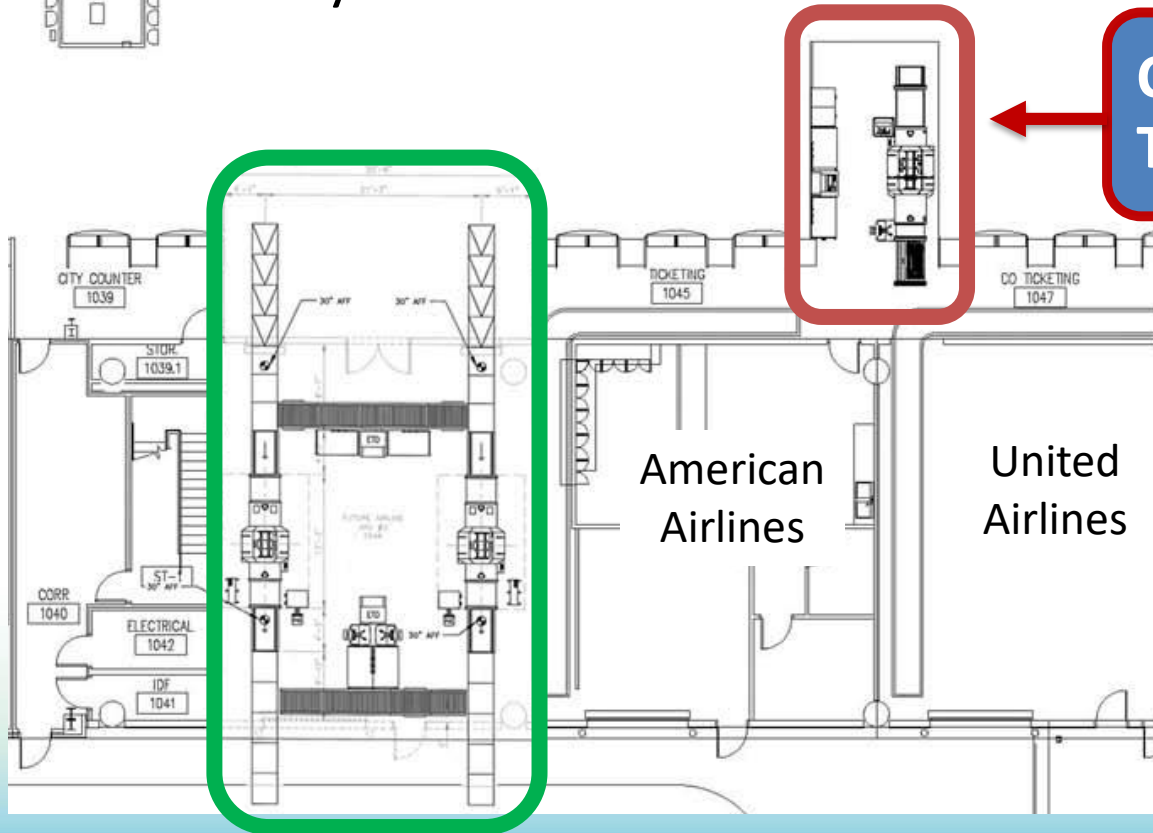 CITY COUNTER
1039
TICKETING
1045
CO TICKETING
1047
30" AFF
30" AFF
STOR.
1039.1
ETD
American
Airlines
United
Airlines
ST-1
30" AFF
CORR
1040
ELECTRICAL
1042
ETD
30" AFF
IDF
1041